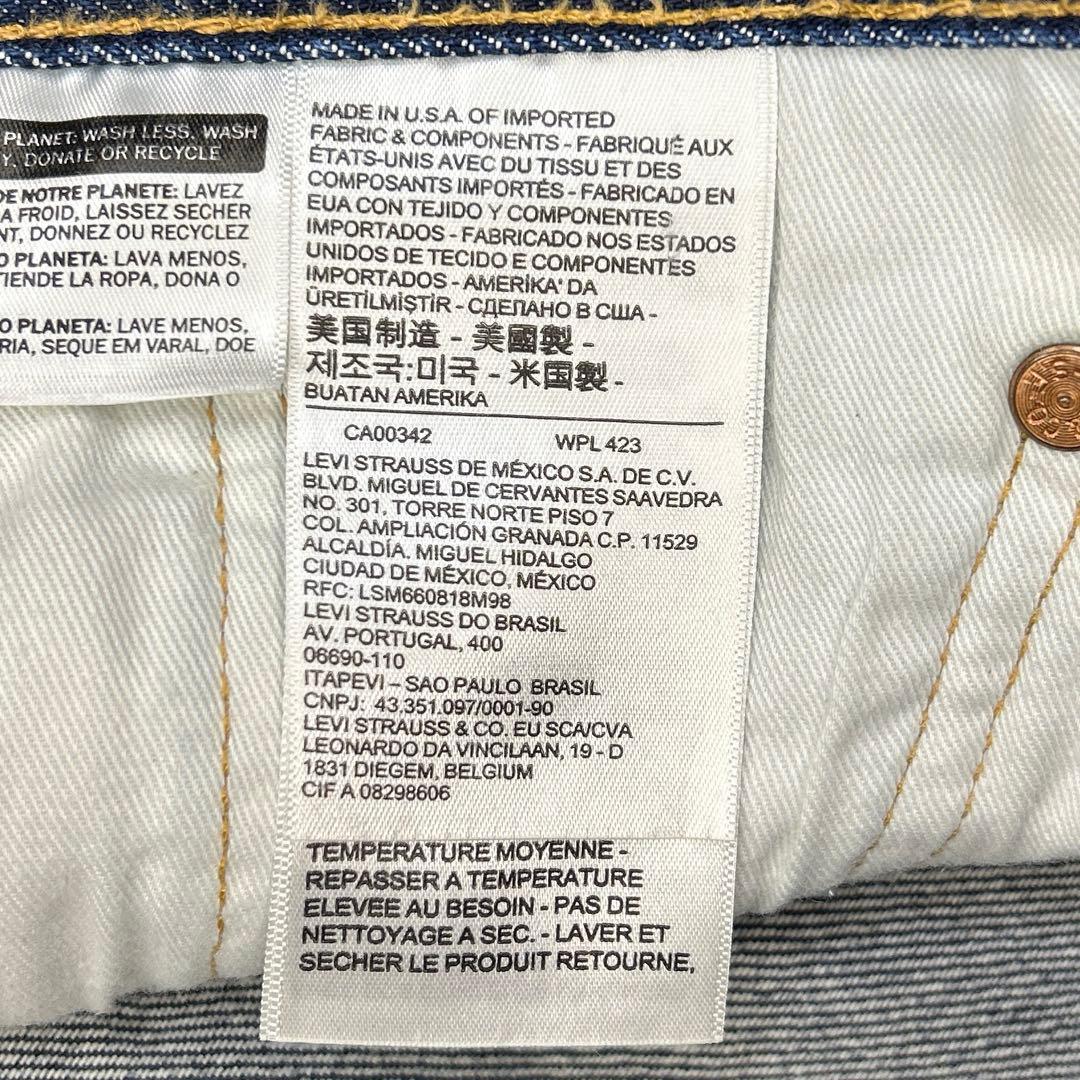 PLANET: WASH LESS, WASH
Y, DONATE OR RECYCLE
DE NOTRE PLANETE: LAVEZ
A FROID, LAISSEZ SECHER
NT, DONNEZ OU RECYCLEZ
O PLANETA: LAVA MENOS,
TIENDE LA ROPA, DONA O
O PLANETA: LAVE MENOS,
RIA, SEQUE EM VARAL, DOE
MADE IN U.S.A. OF IMPORTED
FABRIC & COMPONENTS - FABRIQUÉ AUX
ÉTATS-UNIS AVEC DU TISSU ET DES
COMPOSANTS IMPORTÉS - FABRICADO EN
EUA CON TEJIDO Y COMPONENTES
IMPORTADOS - FABRICADO NOS ESTADOS
UNIDOS DE TECIDO E COMPONENTES
IMPORTADOS - AMERİKA' DA
ÜRETİLMİŞTİR - СДЕЛАНО В США -
美国制造 - 美國製 -
제조국:미국 - 米国製 -
BUATAN AMERIKA
CA00342 WPL 423
LEVI STRAUSS DE MÉXICO S.A. DE C.V.
BLVD. MIGUEL DE CERVANTES SAAVEDRA
NO. 301, TORRE NORTE PISO 7
COL. AMPLIACIÓN GRANADA C.P. 11529
ALCALDÍA. MIGUEL HIDALGO
CIUDAD DE MÉXICO, MÉXICO
RFC: LSM660818M98
LEVI STRAUSS DO BRASIL
AV. PORTUGAL, 400
06690-110
ITAPEVI – SAO PAULO BRASIL
CNPJ: 43.351.097/0001-90
LEVI STRAUSS & CO. EU SCA/CVA
LEONARDO DA VINCILAAN, 19 - D
1831 DIEGEM, BELGIUM
CIF A 08298606
TEMPERATURE MOYENNE -
REPASSER A TEMPERATURE
ELEVEE AU BESOIN - PAS DE
NETTOYAGE A SEC. - LAVER ET
SECHER LE PRODUIT RETOURNE,